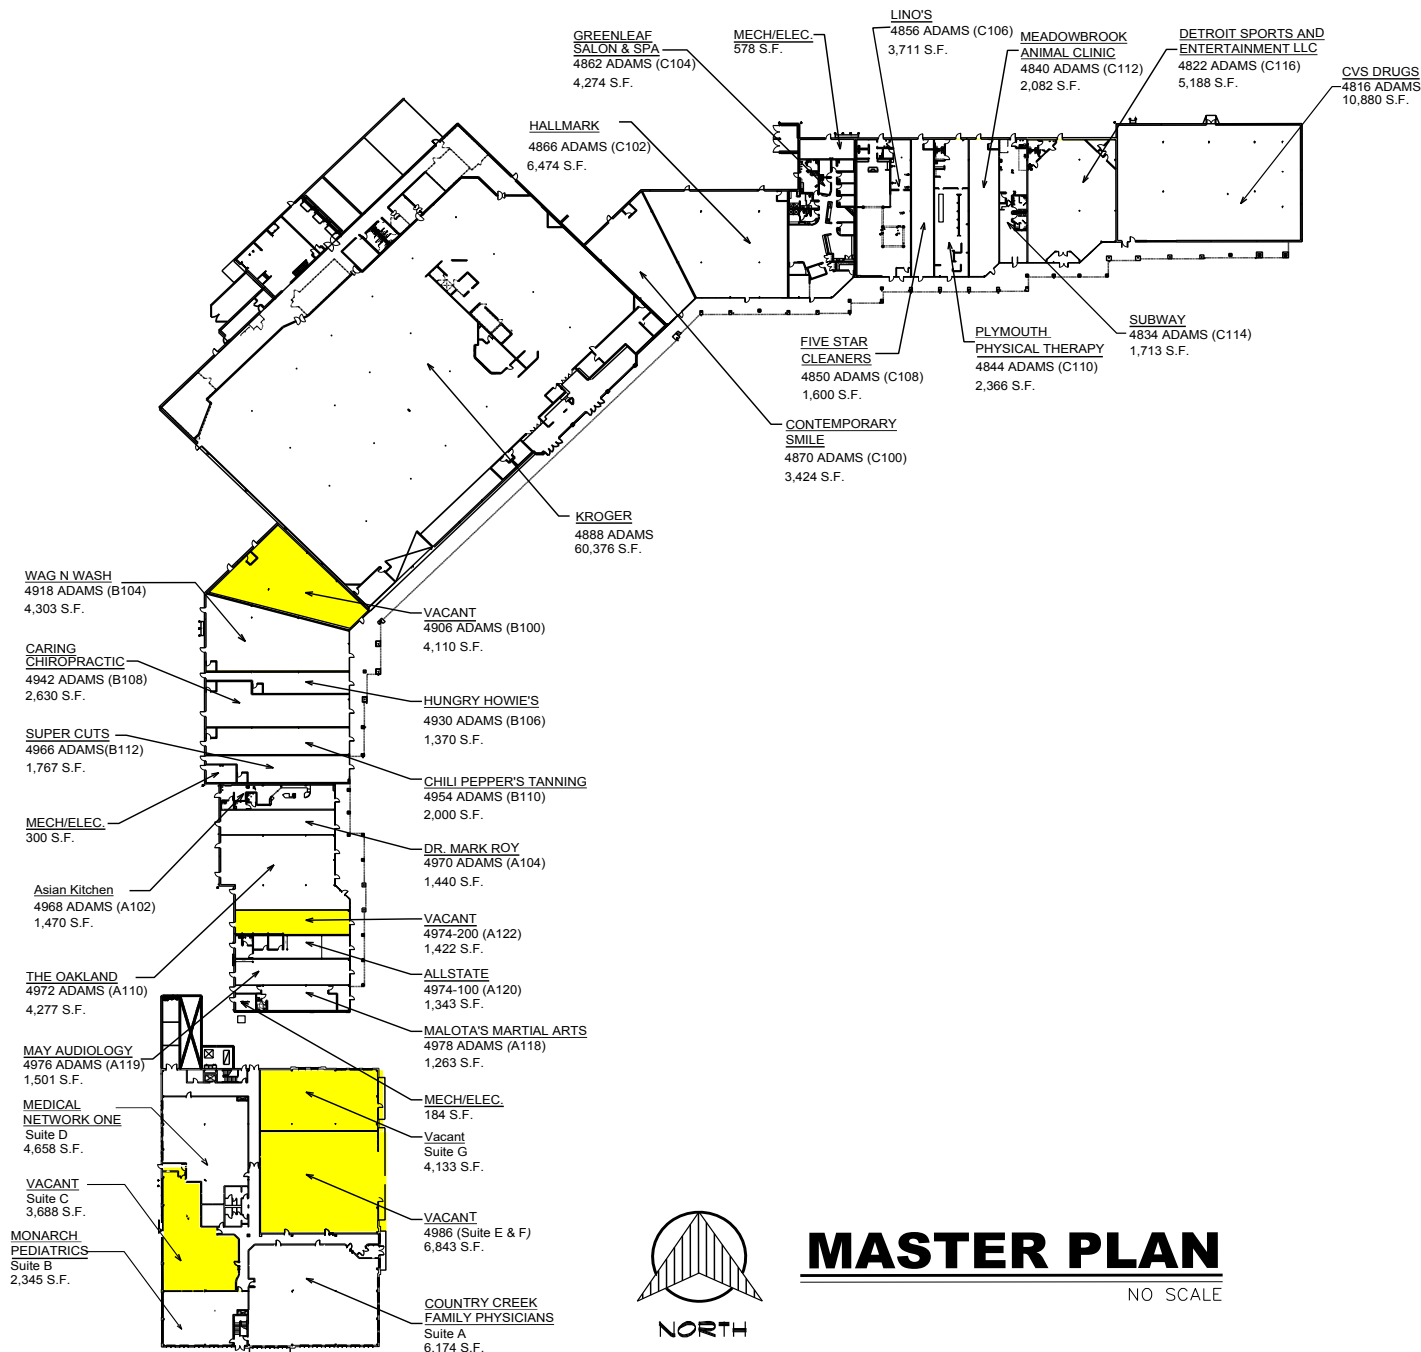 GREENLEAF
SALON & SPA
4862 ADAMS (C104)
4,274 S.F.
MECH/ELEC.
578 S.F.
LINO'S
4856 ADAMS (C106)
3,711 S.F.
MEADOWBROOK
ANIMAL CLINIC
4840 ADAMS (C112)
2,082 S.F.
DETROIT SPORTS AND
ENTERTAINMENT LLC
4822 ADAMS (C116)
5,188 S.F.
CVS DRUGS
4816 ADAMS
10,880 S.F.
HALLMARK
4866 ADAMS (C102)
6,474 S.F.
FIVE STAR
CLEANERS
4850 ADAMS (C108)
1,600 S.F.
PLYMOUTH
PHYSICAL THERAPY
4844 ADAMS (C110)
2,366 S.F.
SUBWAY
4834 ADAMS (C114)
1,713 S.F.
CONTEMPORARY
SMILE
4870 ADAMS (C100)
3,424 S.F.
KROGER
4888 ADAMS
60,376 S.F.
WAG N WASH
4918 ADAMS (B104)
4,303 S.F.
VACANT
4906 ADAMS (B100)
4,110 S.F.
CARING
CHIROPRACTIC
4942 ADAMS (B108)
2,630 S.F.
HUNGRY HOWIE'S
4930 ADAMS (B106)
1,370 S.F.
SUPER CUTS
4966 ADAMS(B112)
1,767 S.F.
CHILI PEPPER'S TANNING
4954 ADAMS (B110)
2,000 S.F.
MECH/ELEC.
300 S.F.
DR. MARK ROY
4970 ADAMS (A104)
1,440 S.F.
Asian Kitchen
4968 ADAMS (A102)
1,470 S.F.
VACANT
4974-200 (A122)
1,422 S.F.
THE OAKLAND
4972 ADAMS (A110)
4,277 S.F.
ALLSTATE
4974-100 (A120)
1,343 S.F.
MALOTA'S MARTIAL ARTS
4978 ADAMS (A118)
1,263 S.F.
MAY AUDIOLOGY
4976 ADAMS (A119)
1,501 S.F.
MECH/ELEC.
184 S.F.
MEDICAL
NETWORK ONE
Suite D
4,658 S.F.
Vacant
Suite G
4,133 S.F.
VACANT
Suite C
3,688 S.F.
VACANT
4986 (Suite E & F)
6,843 S.F.
MONARCH
PEDIATRICS
Suite B
2,345 S.F.
COUNTRY CREEK
FAMILY PHYSICIANS
Suite A
6,174 S.F.
NORTH
MASTER PLAN
NO SCALE